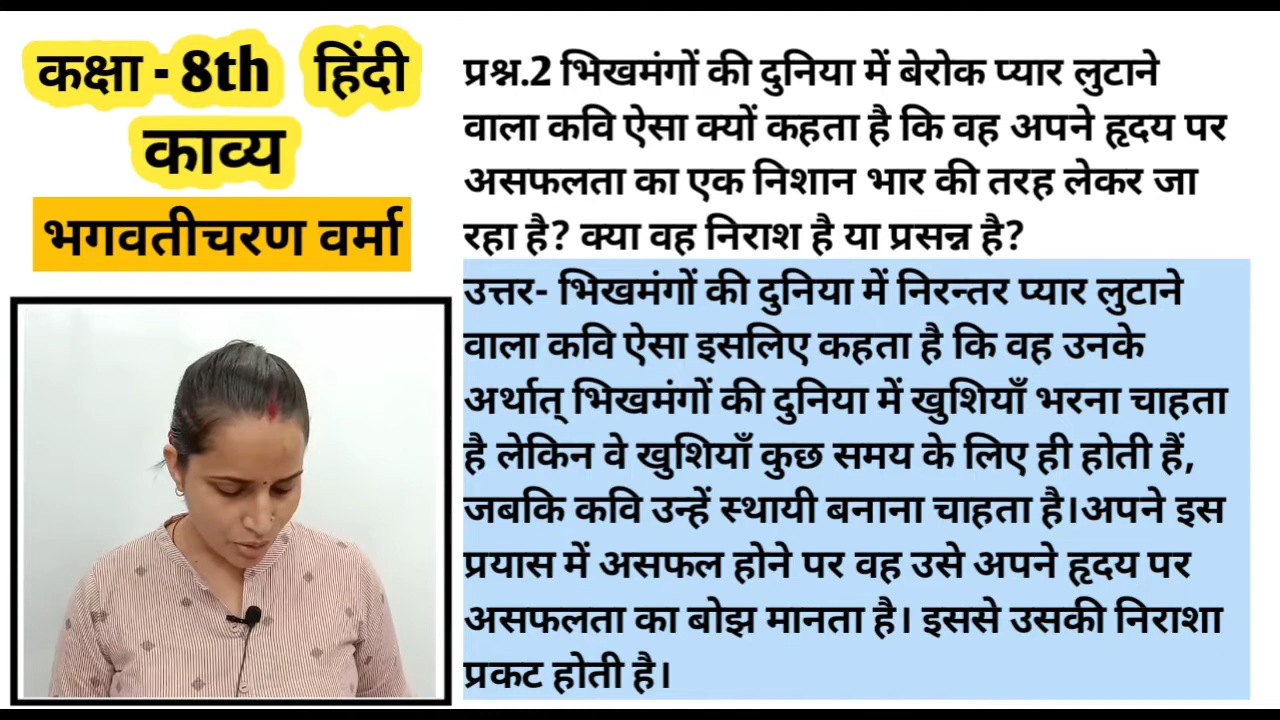 कक्षा - 8th हिंदी
काव्य
भगवतीचरण वर्मा
प्रश्न.2 भिखमंगों की दुनिया में बेरोक प्यार लुटाने
वाला कवि ऐसा क्यों कहता है कि वह अपने हृदय पर
असफलता का एक निशान भार की तरह लेकर जा
रहा है? क्या वह निराश है या प्रसन्न है?
उत्तर- भिखमंगों की दुनिया में निरन्तर प्यार लुटाने
वाला कवि ऐसा इसलिए कहता है कि वह उनके
अर्थात् भिखमंगों की दुनिया में खुशियाँ भरना चाहता
है लेकिन वे खुशियाँ कुछ समय के लिए ही होती हैं,
जबकि कवि उन्हें स्थायी बनाना चाहता है।अपने इस
प्रयास में असफल होने पर वह उसे अपने हृदय पर
असफलता का बोझ मानता है। इससे उसकी निराशा
प्रकट होती है।